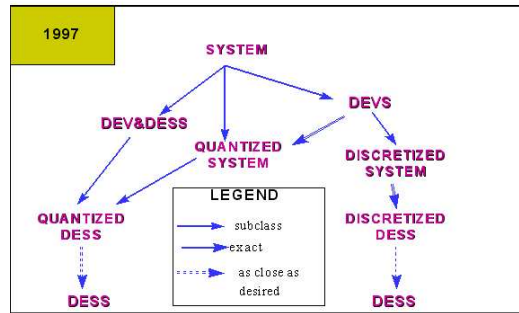 1997
SYSTEM
DEVS
DEV&DESS
QUANTIZED
SYSTEM
DISCRETIZED
SYSTEM
LEGEND
subclass
exact
as close as
desired
QUANTIZED
DESS
DISCRETIZED
DESS
DESS
DESS